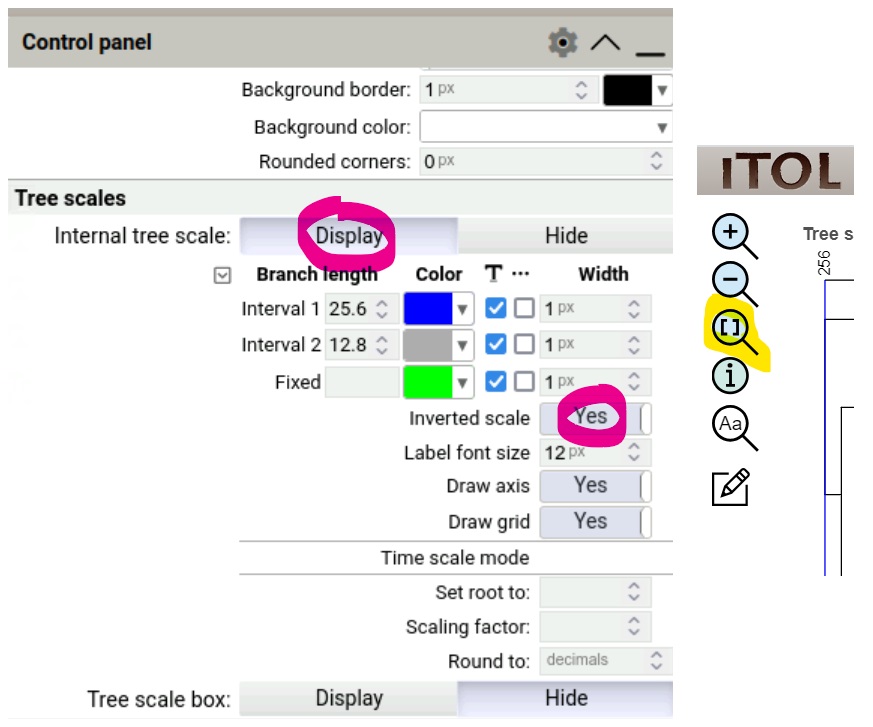 Control panel
Background border: 1 px
Background color:
Rounded corners: 0 px
Tree scales
Internal tree scale: Display Hide
Branch length Color T ··· Width
Interval 1 25.6 1 px
Interval 2 12.8 1 px
Fixed 1 px
Inverted scale Yes
Label font size 12 px
Draw axis Yes
Draw grid Yes
Time scale mode
Set root to:
Scaling factor:
Round to: decimals
Tree scale box: Display Hide
iTOL
Tree s
256
i
Aa